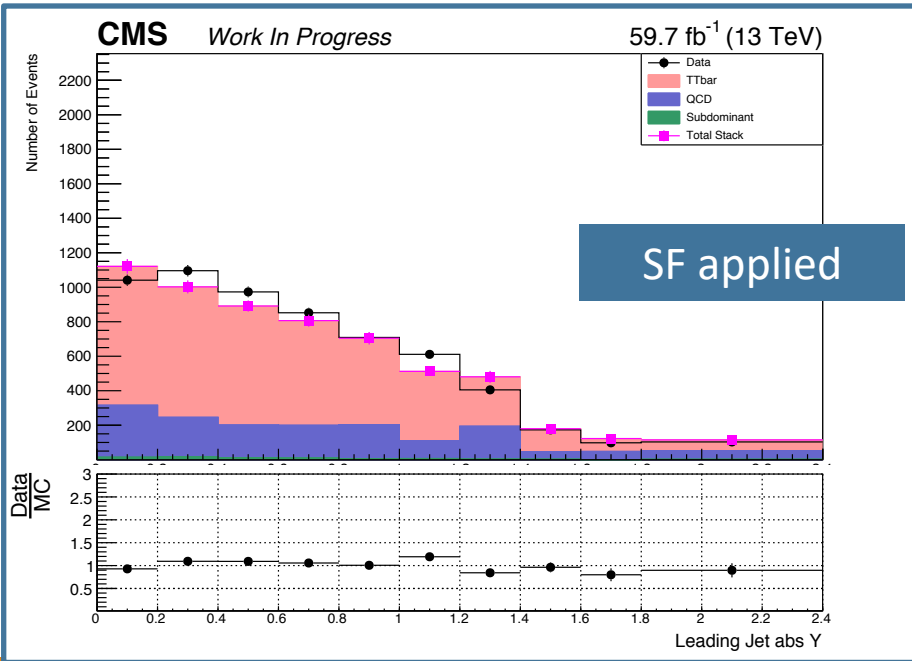 CMS Work In Progress 59.7 fb⁻¹ (13 TeV)
Number of Events
2200
2000
1800
1600
1400
1200
1000
800
600
400
200
Data
TTbar
QCD
Subdominant
Total Stack
SF applied
Data
MC
3
2.5
2
1.5
1
0.5
0 0.2 0.4 0.6 0.8 1 1.2 1.4 1.6 1.8 2 2.2 2.4
Leading Jet abs Y